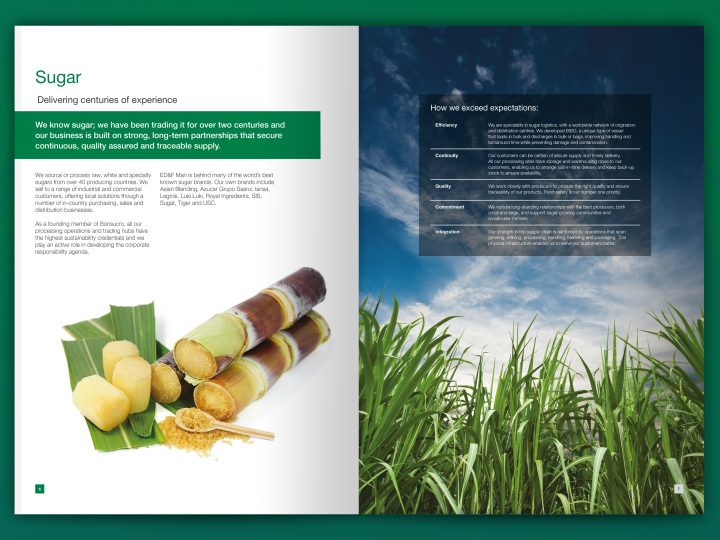 Sugar
Delivering centuries of experience
We know sugar; we have been trading it for over two centuries and
our business is built on strong, long-term partnerships that secure
continuous, quality assured and traceable supply.
We source or process raw, white and speciality
sugars from over 40 producing countries. We
sell to a range of industrial and commercial
customers, offering local solutions though a
number of in-country purchasing, sales and
distribution businesses.
As a founding member of Bonsucro, all our
processing operations and trading hubs have
the highest sustainability credentials and we
play an active role in developing the corporate
responsibility agenda.
ED&F Man is behind many of the world's best
known sugar brands. Our own brands include
Asian Blending, Azucar Grupo Saenz, Iansa,
Laginis, Luki Luki, Royal Ingredients, SIS,
Sugat, Tiger and USC.
6
How we exceed expectations:
Efficiency
We are specialists in sugar logistics, with a worldwide network of origination
and distribution centres. We developed BIBO, a unique type of vessel
that loads in bulk and discharges in bulk or bags, improving handling and
turnaround time while preventing damage and contamination.
Continuity
Our customers can be certain of secure supply and timely delivery.
All our processing sites have storage and warehousing close to our
customers, enabling us to arrange just-in-time delivery and keep back-up
stock to ensure availability.
Quality
We work closely with producers to procure the right quality and ensure
traceability of our products. Food safety is our number one priority.
Commitment
We nurture long-standing relationships with the best producers, both
small and large, and support sugar growing communities and
smallholder farmers.
Integration
Our strength in the supply chain is reinforced by operations that span
growing, refining, processing, handling, blending and packaging. This
physical infrastructure enables us to serve our customers better.
7